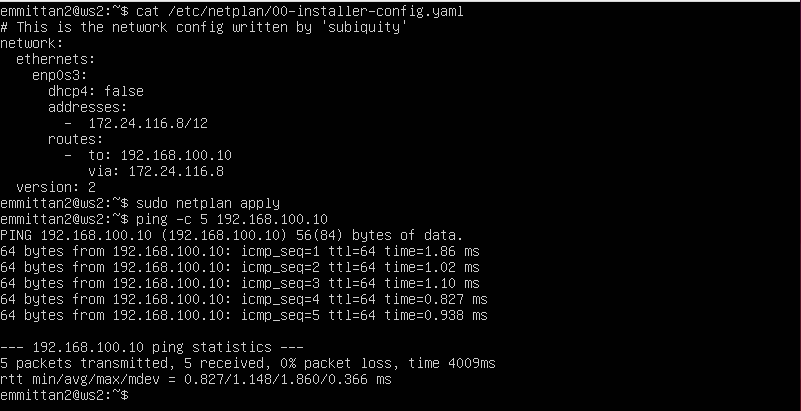 emmittan2@ws2:~$ cat /etc/netplan/00-installer-config.yaml
# This is the network config written by 'subiquity'
network:
  ethernets:
    enp0s3:
      dhcp4: false
      addresses:
        -  172.24.116.8/12
      routes:
        -  to: 192.168.100.10
           via: 172.24.116.8
  version: 2
emmittan2@ws2:~$ sudo netplan apply
emmittan2@ws2:~$ ping -c 5 192.168.100.10
PING 192.168.100.10 (192.168.100.10) 56(84) bytes of data.
64 bytes from 192.168.100.10: icmp_seq=1 ttl=64 time=1.86 ms
64 bytes from 192.168.100.10: icmp_seq=2 ttl=64 time=1.02 ms
64 bytes from 192.168.100.10: icmp_seq=3 ttl=64 time=1.10 ms
64 bytes from 192.168.100.10: icmp_seq=4 ttl=64 time=0.827 ms
64 bytes from 192.168.100.10: icmp_seq=5 ttl=64 time=0.938 ms

--- 192.168.100.10 ping statistics ---
5 packets transmitted, 5 received, 0% packet loss, time 4009ms
rtt min/avg/max/mdev = 0.827/1.148/1.860/0.366 ms
emmittan2@ws2:~$